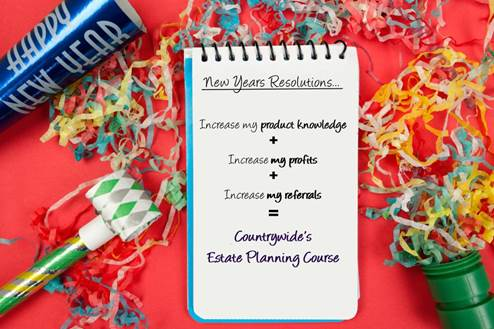 HAPPY
NEW YEAR
New Years Resolutions...
Increase my product knowledge
+
Increase my profits
+
Increase my referrals
=
Countrywide's
Estate Planning Course